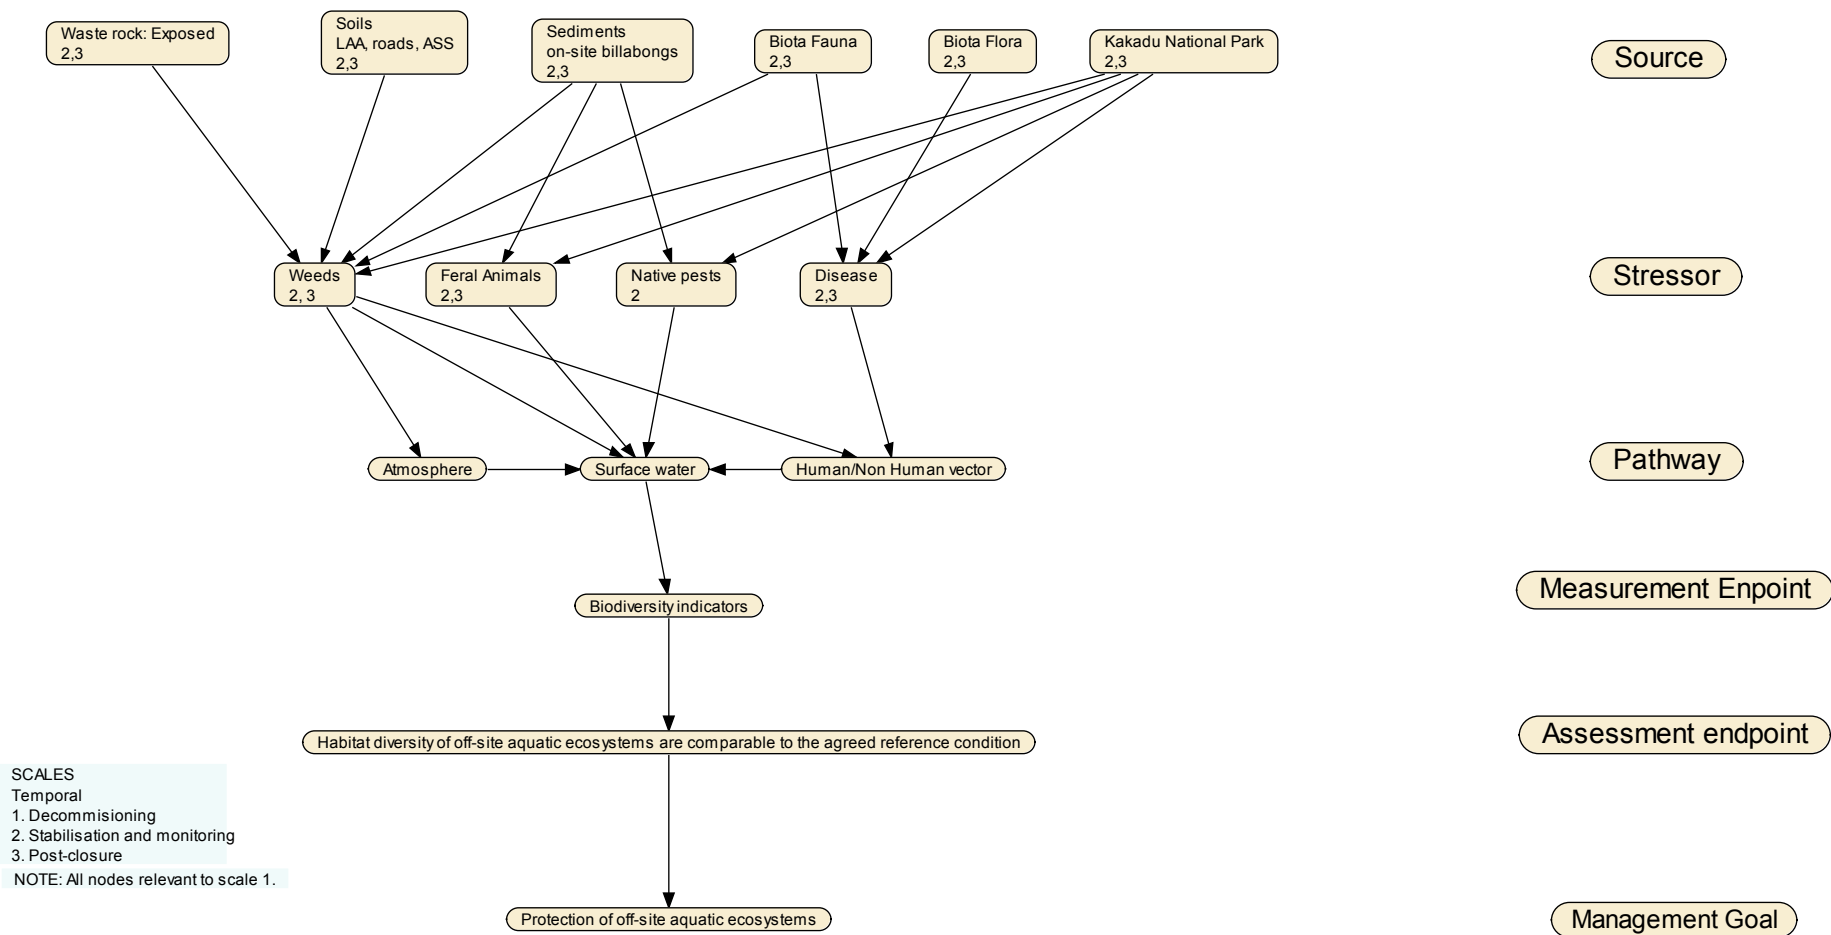 Waste rock: Exposed
2,3
Soils
LAA, roads, ASS
2,3
Sediments
on-site billabongs
2,3
Biota Fauna
2,3
Biota Flora
2,3
Kakadu National Park
2,3
Source
Weeds
2, 3
Feral Animals
2,3
Native pests
2
Disease
2,3
Stressor
Atmosphere
Surface water
Human/Non Human vector
Pathway
Biodiversity indicators
Measurement Enpoint
Habitat diversity of off-site aquatic ecosystems are comparable to the agreed reference condition
Assessment endpoint
SCALES
Temporal
1. Decommisioning
2. Stabilisation and monitoring
3. Post-closure
NOTE: All nodes relevant to scale 1.
Protection of off-site aquatic ecosystems
Management Goal